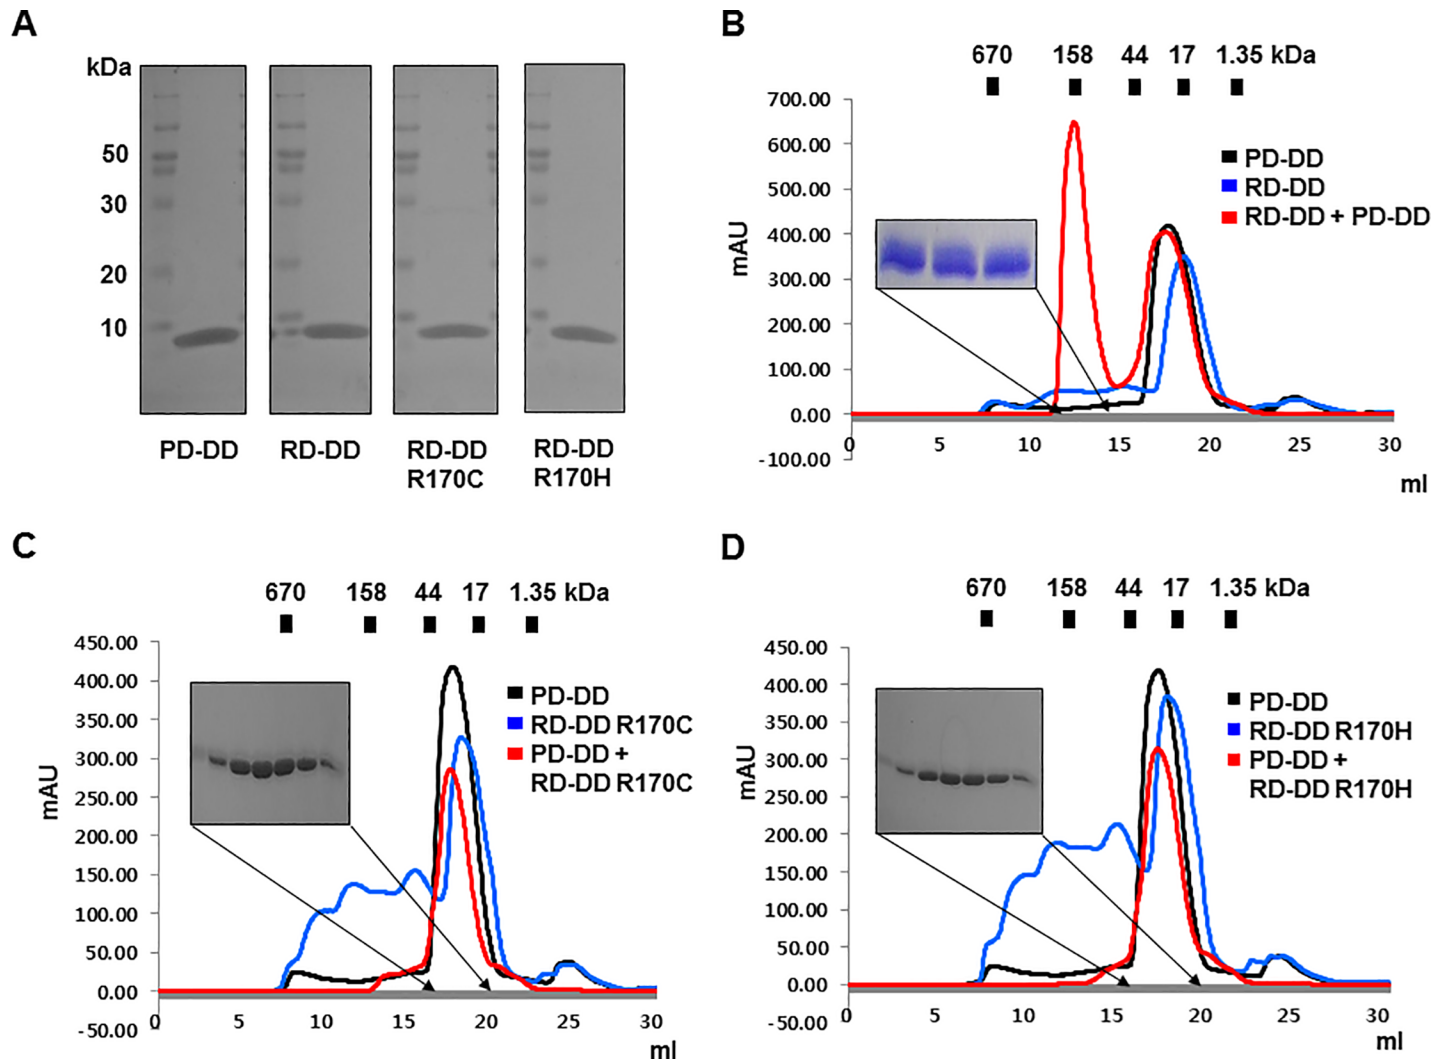 A
kDa
50
30
20
10
PD-DD
RD-DD
RD-DD
R170C
RD-DD
R170H
B
670 158 44 17 1.35 kDa
700.00
600.00
500.00
400.00
300.00
200.00
100.00
0.00
-100.00
mAU
PD-DD
RD-DD
RD-DD + PD-DD
0 5 10 15 20 25 30
ml
C
670 158 44 17 1.35 kDa
450.00
400.00
350.00
300.00
250.00
200.00
150.00
100.00
50.00
0.00
-50.00
mAU
PD-DD
RD-DD R170C
PD-DD +
RD-DD R170C
0 5 10 15 20 25 30
ml
D
670 158 44 17 1.35 kDa
450.00
400.00
350.00
300.00
250.00
200.00
150.00
100.00
50.00
0.00
-50.00
mAU
PD-DD
RD-DD R170H
PD-DD +
RD-DD R170H
0 5 10 15 20 25 30
ml